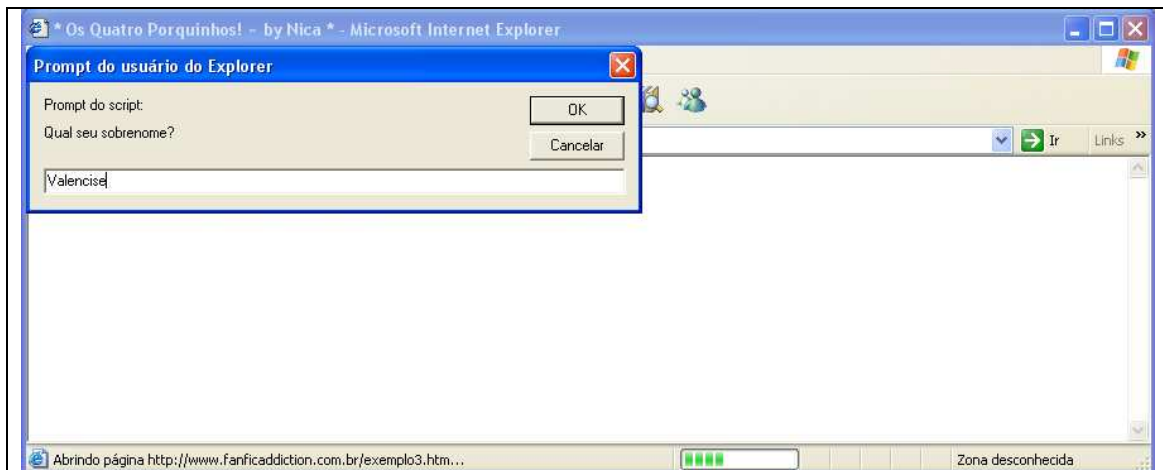 * Os Quatro Porquinhos! - by Nica * - Microsoft Internet Explorer
Prompt do usuário do Explorer
Prompt do script:
OK
Qual seu sobrenome?
Cancelar
Ir
Links »
Valencise
Abrindo página http://www.fanficaddiction.com.br/exemplo3.htm...
Zona desconhecida